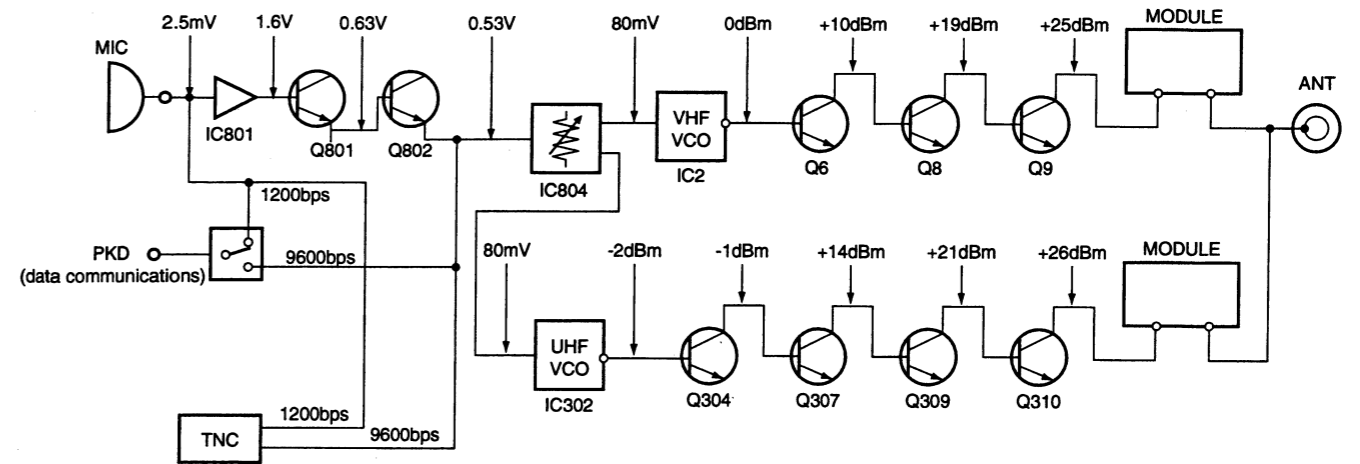 2.5mV 1.6V 0.63V 0.53V 80mV 0dBm +10dBm +19dBm +25dBm MODULE
MIC
ANT
IC801
Q801 Q802
VHF
VCO
IC804
IC2
Q6 Q8 Q9
1200bps
PKD
(data communications)
9600bps
80mV -2dBm -1dBm +14dBm +21dBm +26dBm MODULE
UHF
VCO
IC302
Q304 Q307 Q309 Q310
1200bps
9600bps
TNC